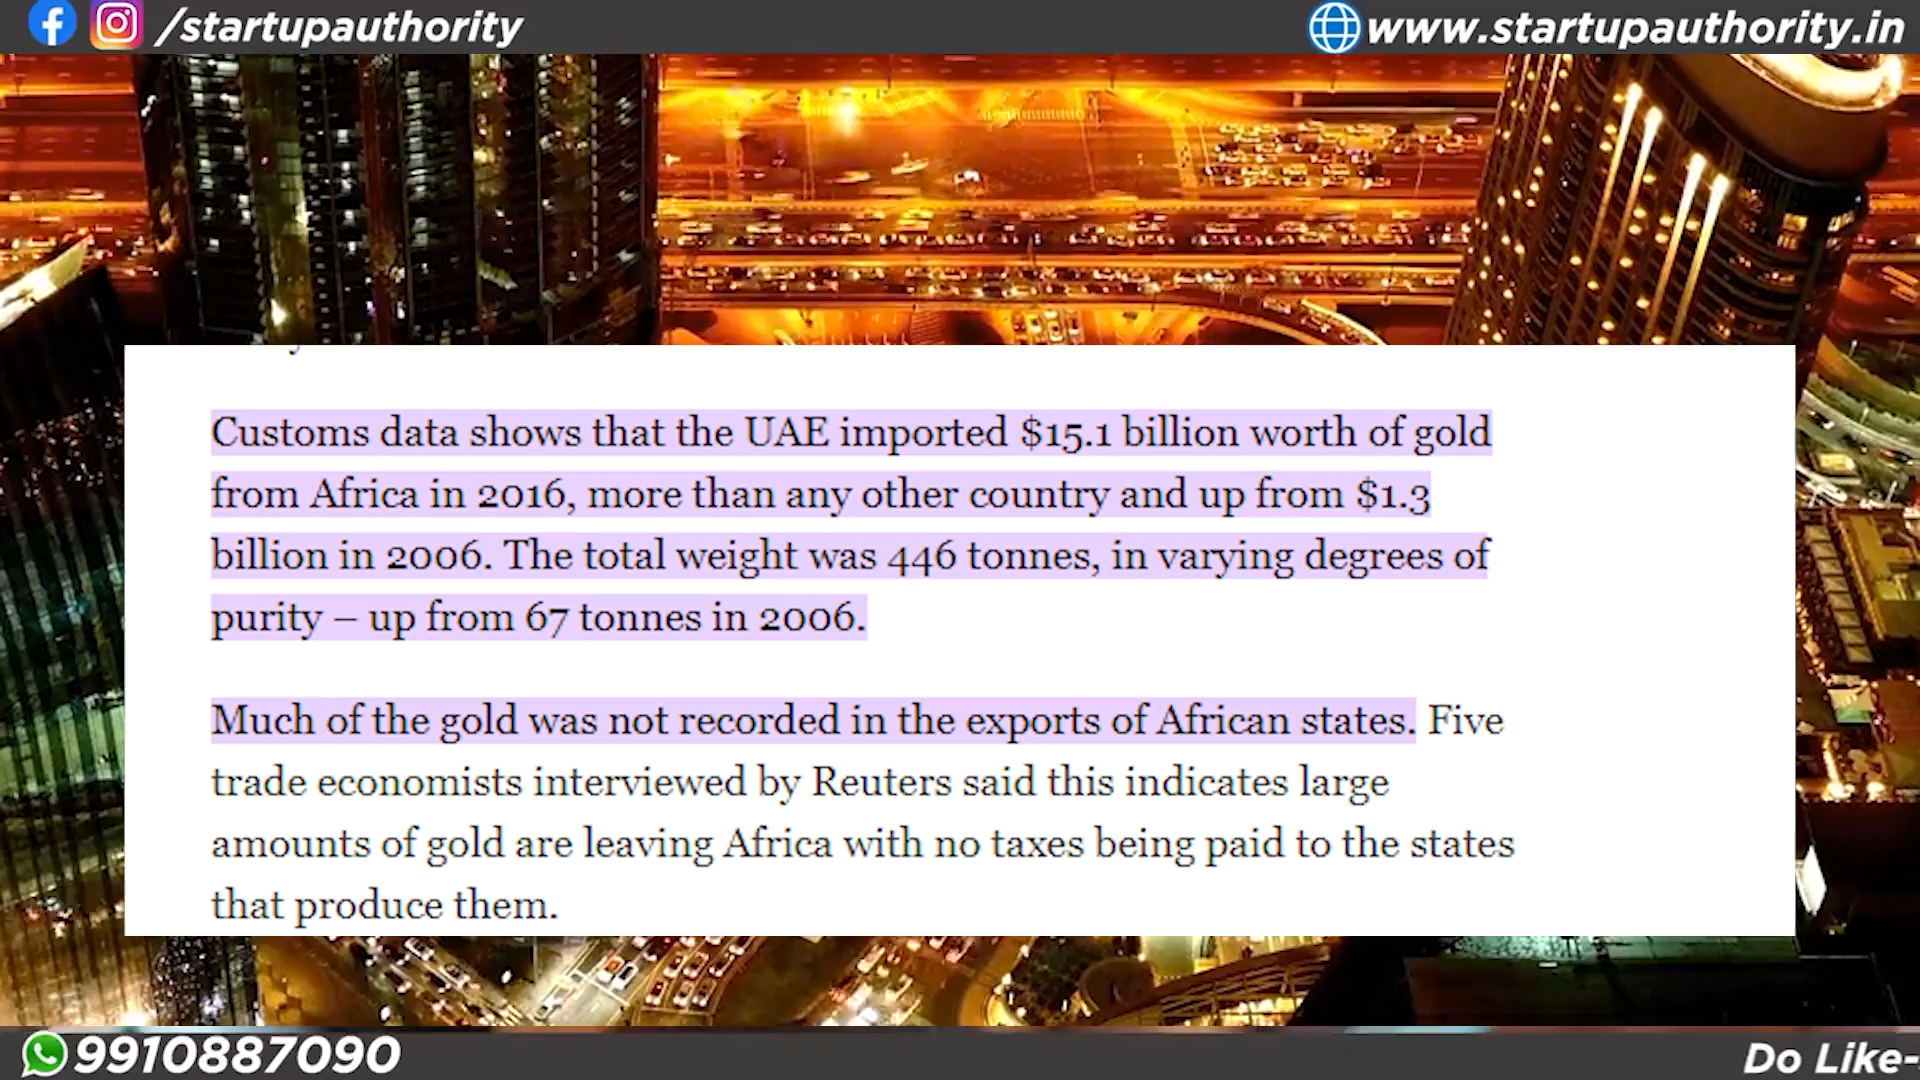 /startupauthority
www.startupauthority.in
Customs data shows that the UAE imported $15.1 billion worth of gold
from Africa in 2016, more than any other country and up from $1.3
billion in 2006. The total weight was 446 tonnes, in varying degrees of
purity – up from 67 tonnes in 2006.
Much of the gold was not recorded in the exports of African states. Five
trade economists interviewed by Reuters said this indicates large
amounts of gold are leaving Africa with no taxes being paid to the states
that produce them.
9910887090
Do Like-